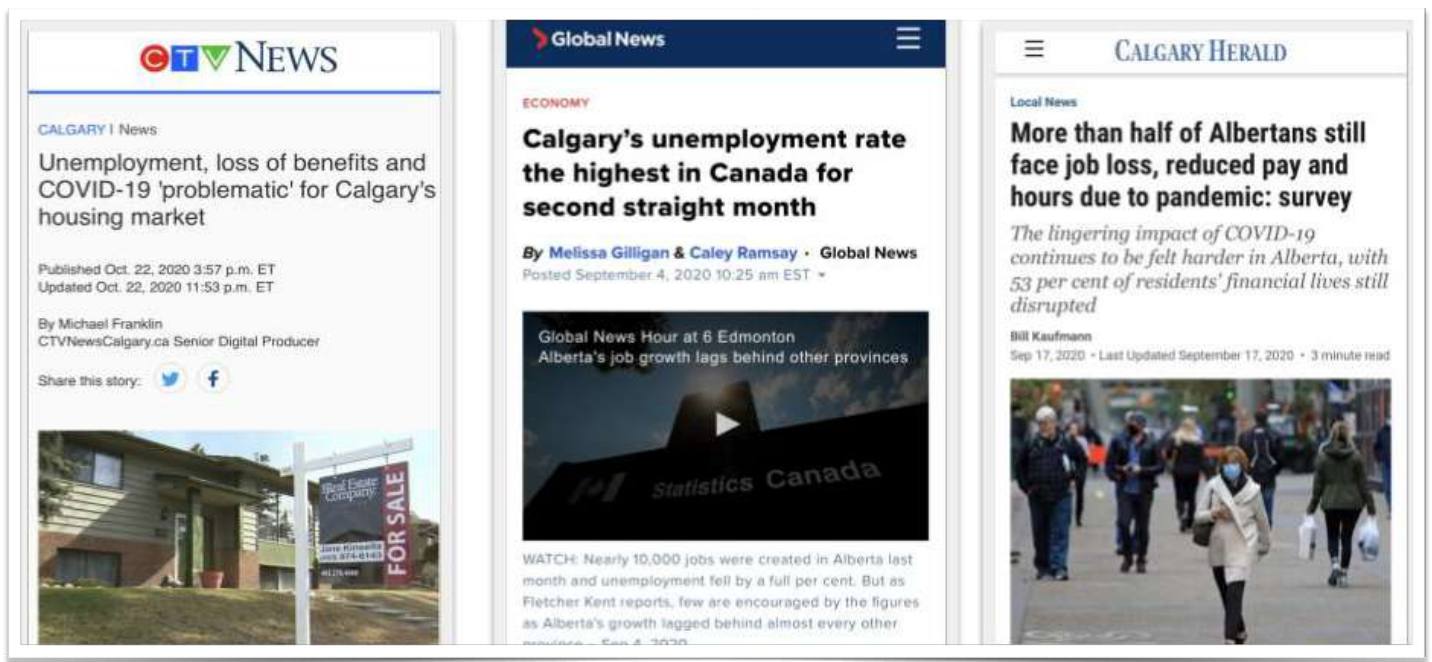 CTV NEWS
CALGARY | News
Unemployment, loss of benefits and
COVID-19 'problematic' for Calgary's
housing market
Published Oct. 22, 2020 3:57 p.m. ET
Updated Oct. 22, 2020 11:53 p.m. ET
By Michael Franklin
CTVNewsCalgary.ca Senior Digital Producer
Share this story:
Real Estate
Company
FOR SALE
Global News
ECONOMY
Calgary's unemployment rate
the highest in Canada for
second straight month
By Melissa Gilligan & Caley Ramsay · Global News
Posted September 4, 2020 10:25 am EST
Global News Hour at 6 Edmonton
Alberta's job growth lags behind other provinces
Statistics Canada
WATCH: Nearly 10,000 jobs were created in Alberta last
month and unemployment fell by a full per cent. But as
Fletcher Kent reports, few are encouraged by the figures
as Alberta's growth lagged behind almost every other
province – Sep 4, 2020
CALGARY HERALD
Local News
More than half of Albertans still
face job loss, reduced pay and
hours due to pandemic: survey
The lingering impact of COVID-19
continues to be felt harder in Alberta, with
53 per cent of residents' financial lives still
disrupted
Bill Kaufmann
Sep 17, 2020 • Last Updated September 17, 2020 • 3 minute read